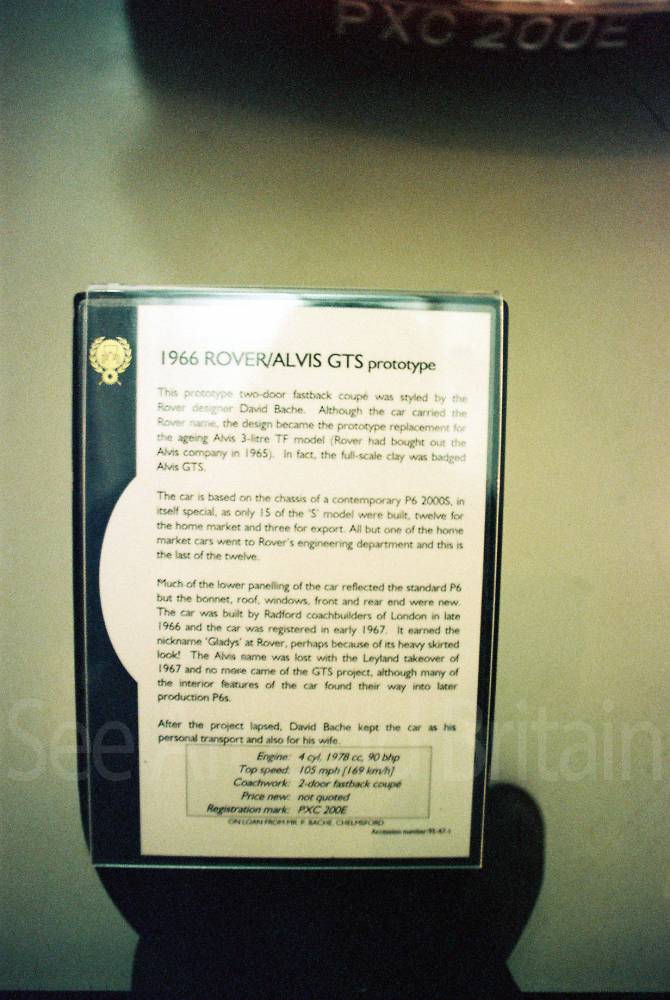 PXC 200E
1966 ROVER/ALVIS GTS prototype
This prototype two-door fastback coupé was styled by the
Rover designer David Bache. Although the car carried the
Rover name, the design became the prototype replacement for
the ageing Alvis 3-litre TF model (Rover had bought out the
Alvis company in 1965). In fact, the full-scale clay was badged
Alvis GTS.
The car is based on the chassis of a contemporary P6 2000S, in
itself special, as only 15 of the 'S' model were built, twelve for
the home market and three for export. All but one of the home
market cars went to Rover's engineering department and this is
the last of the twelve.
Much of the lower panelling of the car reflected the standard P6
but the bonnet, roof, windows, front and rear end were new.
The car was built by Radford coachbuilders of London in late
1966 and the car was registered in early 1967. It earned the
nickname 'Gladys' at Rover, perhaps because of its heavy skirted
look! The Alvis name was lost with the Leyland takeover of
1967 and no more came of the GTS project, although many of
the interior features of the car found their way into later
production P6s.
After the project lapsed, David Bache kept the car as his
personal transport and also for his wife.
Engine: 4 cyl, 1978 cc, 90 bhp
Top speed: 105 mph [169 km/h]
Coachwork: 2-door fastback coupé
Price new: not quoted
Registration mark: PXC 200E
ON LOAN FROM MR. P. BACHE, CHELMSFORD
Accession number
See Britain